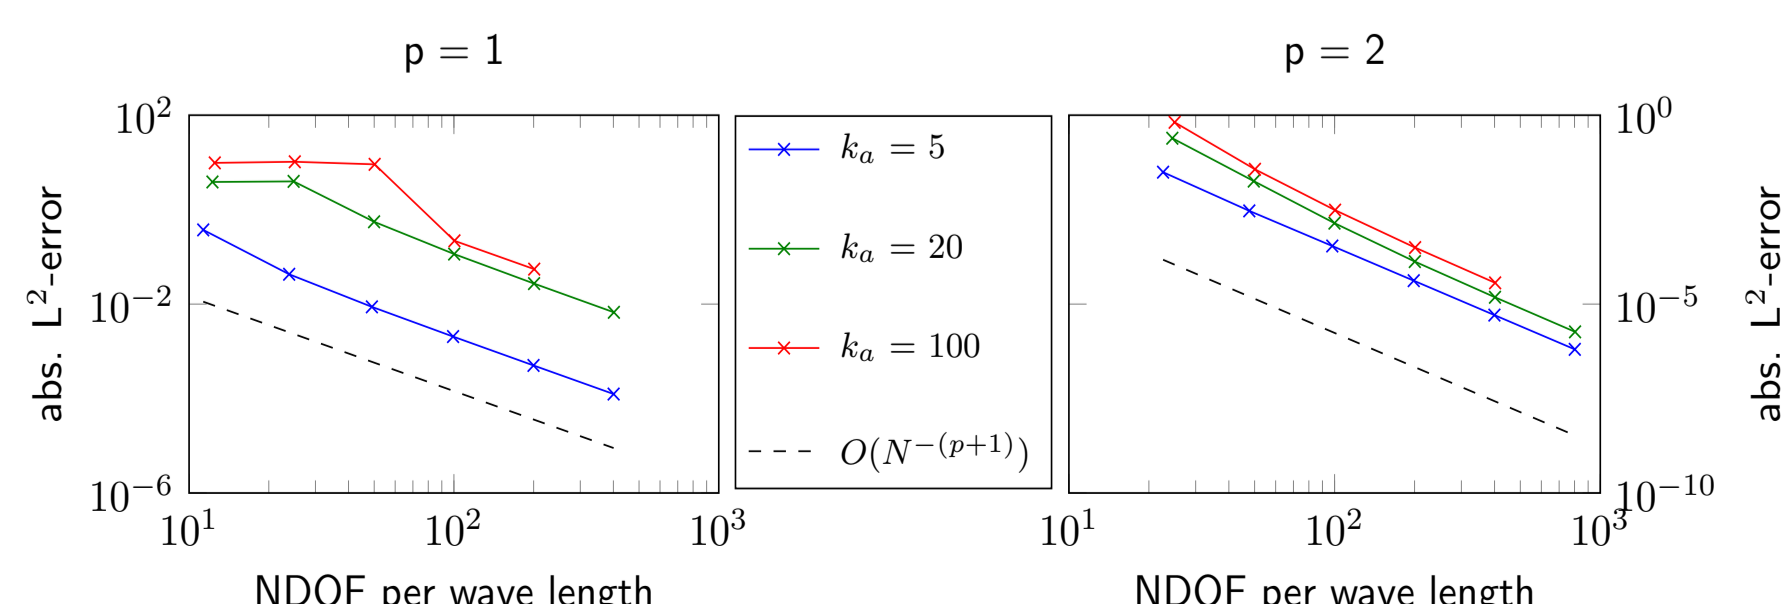 p = 1
p = 2
10^2
10^-2
10^-6
abs. L^2-error
10^1
10^2
10^3
NDOF per wave length
k_a = 5
k_a = 20
k_a = 100
O(N^-(p+1))
10^0
10^-5
10^-10
abs. L^2-error
10^1
10^2
10^3
NDOF per wave length